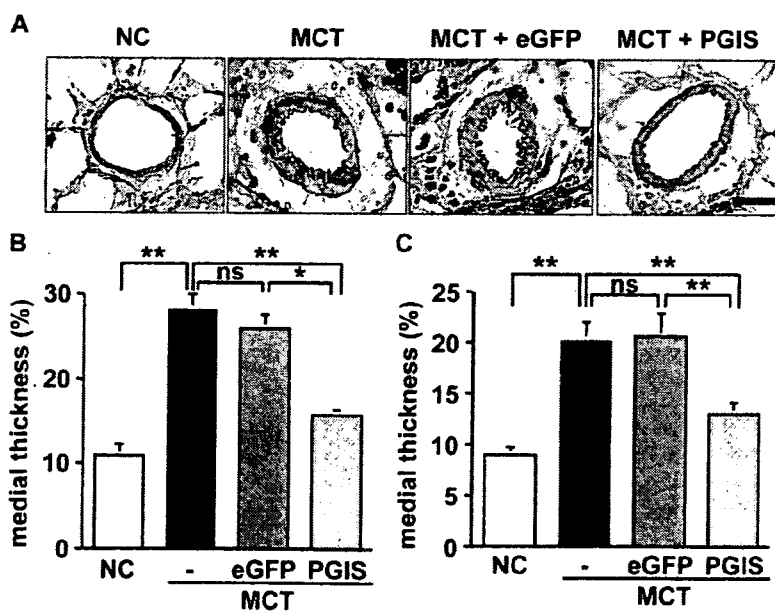 A
NC MCT MCT + eGFP MCT + PGIS
B
** ** ns *
medial thickness (%)
30
20
10
0
NC - eGFP PGIS
MCT
C
** ** ns **
medial thickness (%)
25
20
15
10
5
0
NC - eGFP PGIS
MCT